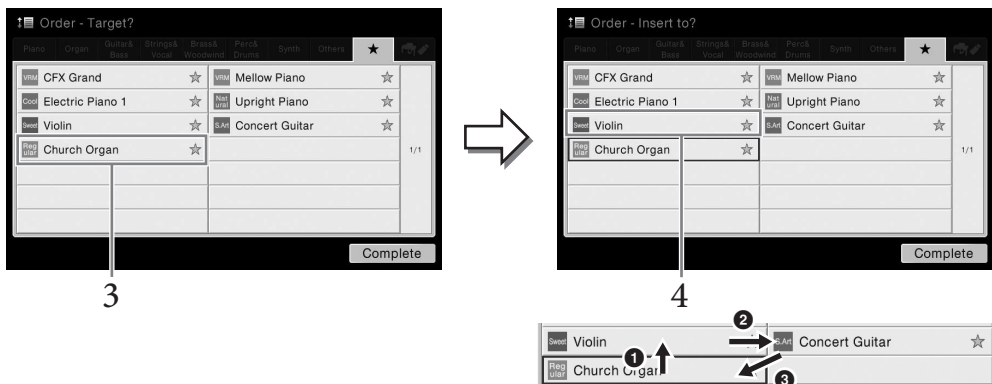 Order - Target?
Piano Organ Guitar& Bass Strings& Vocal Brass& Woodwind Perc& Drums Synth Others ★
VRM CFX Grand ☆ VRM Mellow Piano ☆
Cool Electric Piano 1 ☆ Natural Upright Piano ☆
Sweet Violin ☆ S.Art Concert Guitar ☆
Regular Church Organ ☆
1/1
Complete
3
Order - Insert to?
Piano Organ Guitar& Bass Strings& Vocal Brass& Woodwind Perc& Drums Synth Others ★
VRM CFX Grand ☆ VRM Mellow Piano ☆
Cool Electric Piano 1 ☆ Natural Upright Piano ☆
Sweet Violin ☆ S.Art Concert Guitar ☆
Regular Church Organ ☆
1/1
Complete
4
❷
Sweet Violin S.Art Concert Guitar ☆
Regular Church Organ ❶ ❸